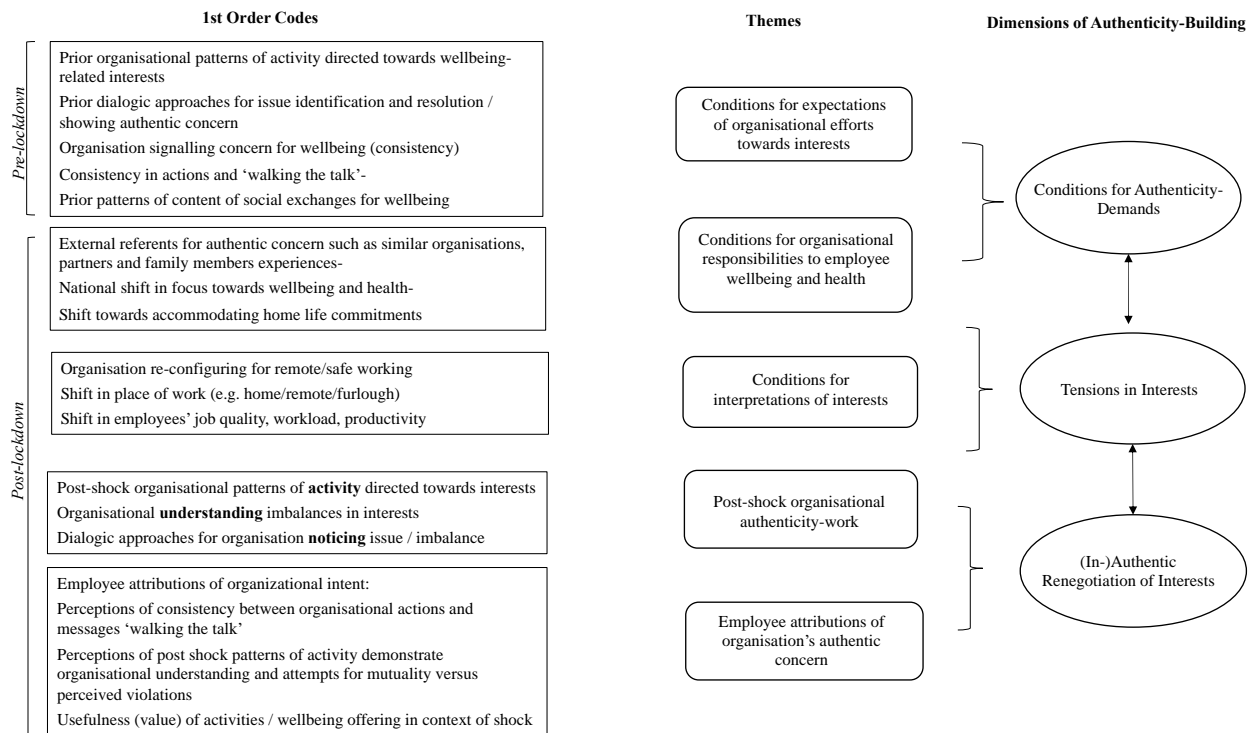 1st Order Codes
Themes
Dimensions of Authenticity-Building
Pre-lockdown
Prior organisational patterns of activity directed towards wellbeing-
related interests
Prior dialogic approaches for issue identification and resolution /
showing authentic concern
Organisation signalling concern for wellbeing (consistency)
Consistency in actions and ‘walking the talk’-
Prior patterns of content of social exchanges for wellbeing
Post-lockdown
External referents for authentic concern such as similar organisations,
partners and family members experiences-
National shift in focus towards wellbeing and health-
Shift towards accommodating home life commitments
Organisation re-configuring for remote/safe working
Shift in place of work (e.g. home/remote/furlough)
Shift in employees’ job quality, workload, productivity
Post-shock organisational patterns of activity directed towards interests
Organisational understanding imbalances in interests
Dialogic approaches for organisation noticing issue / imbalance
Employee attributions of organizational intent:
Perceptions of consistency between organisational actions and
messages ‘walking the talk’
Perceptions of post shock patterns of activity demonstrate
organisational understanding and attempts for mutuality versus
perceived violations
Usefulness (value) of activities / wellbeing offering in context of shock
Conditions for expectations
of organisational efforts
towards interests
Conditions for organisational
responsibilities to employee
wellbeing and health
Conditions for
interpretations of interests
Post-shock organisational
authenticity-work
Employee attributions of
organisation’s authentic
concern
Conditions for Authenticity-
Demands
Tensions in Interests
(In-)Authentic
Renegotiation of Interests